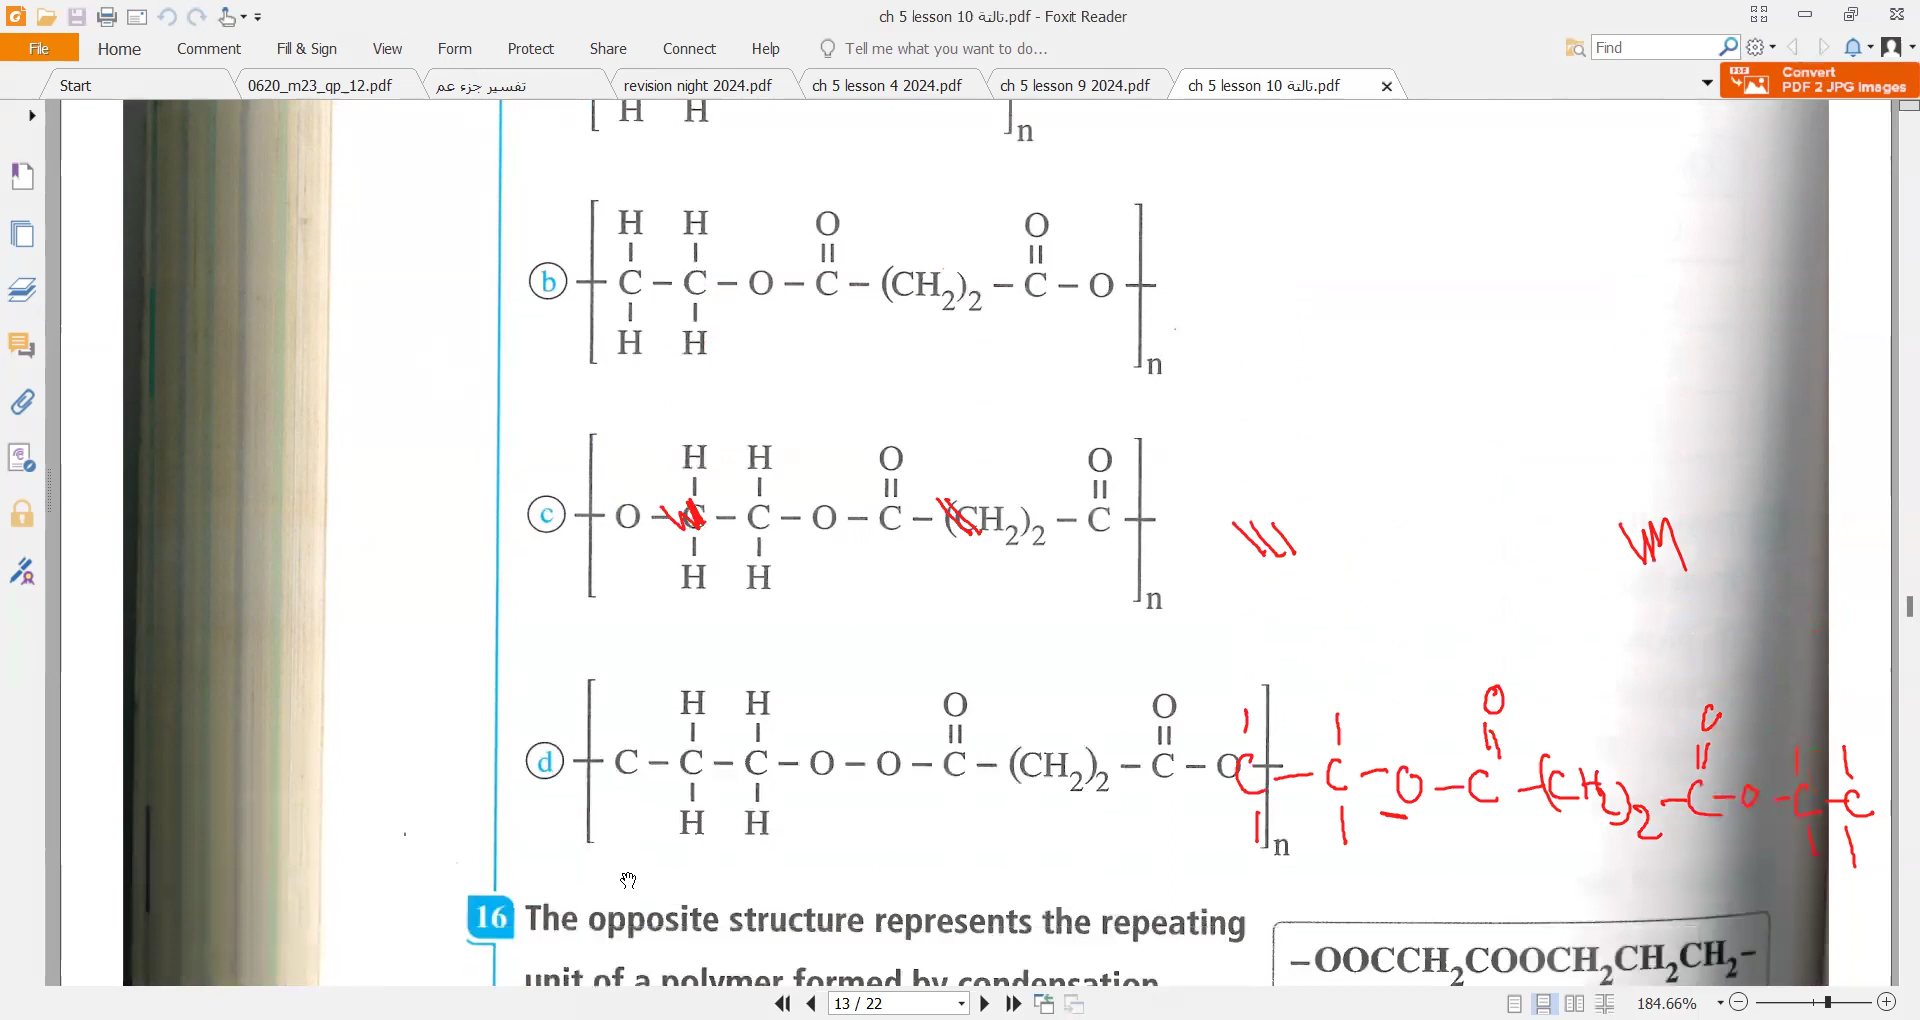 ch 5 lesson 10 تالتة.pdf - Foxit Reader
File Home Comment Fill & Sign View Form Protect Share Connect Help Tell me what you want to do... Find
Start 0620_m23_qp_12.pdf تفسير جزء عم revision night 2024.pdf ch 5 lesson 4 2024.pdf ch 5 lesson 9 2024.pdf ch 5 lesson 10 تالتة.pdf
Convert
PDF 2 JPG Images
H H
n
H H O O
b C – C – O – C – (CH2)2 – C – O
H H
n
H H O O
c O – C – C – O – C – (CH2)2 – C
H H
n
H H O O
d C – C – C – O – O – C – (CH2)2 – C – O
H H
n
O O
C – C – O – C – (CH2)2 – C – O – C – C
16 The opposite structure represents the repeating
unit of a polymer formed by condensation
–OOCCH2COOCH2CH2CH2–
13 / 22
184.66%